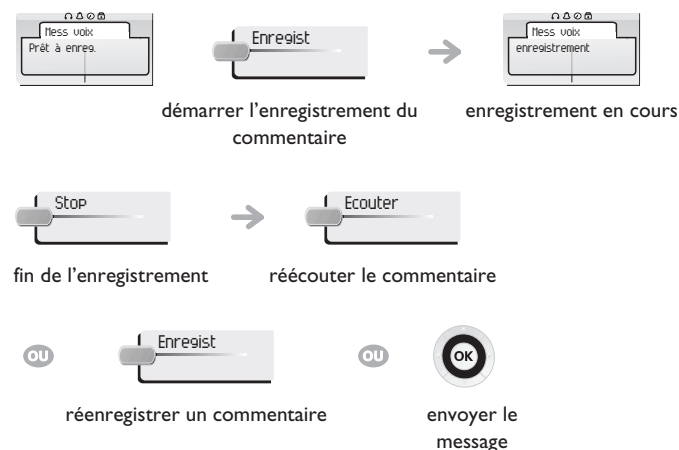 Mess voix
Prêt à enreg.
Enregist
Mess voix
enregistrement
démarrer l'enregistrement du
commentaire
enregistrement en cours
Stop
Ecouter
fin de l'enregistrement
réécouter le commentaire
OU
Enregist
OU
OK
réenregistrer un commentaire
envoyer le
message